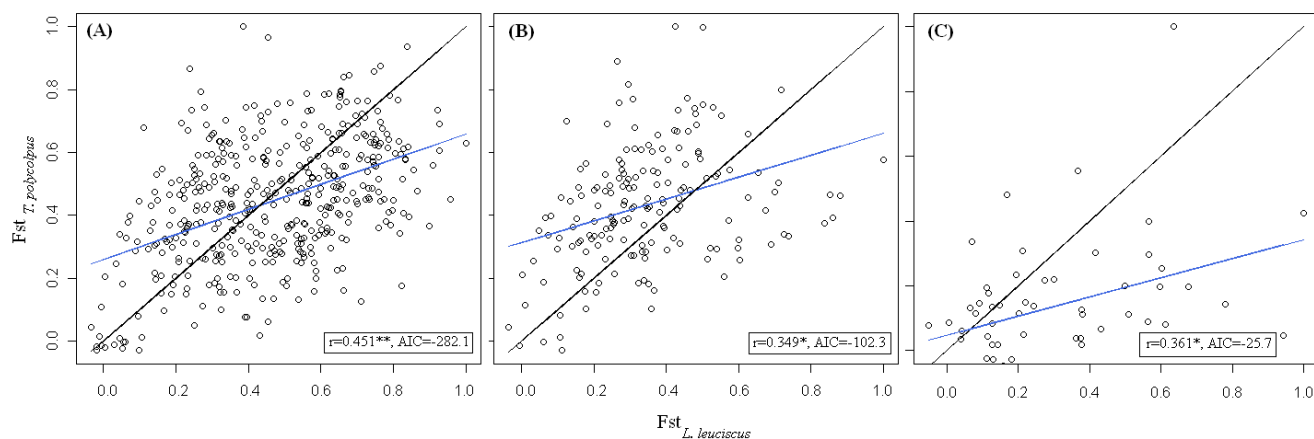 (A)
(B)
(C)
Fst T. polycolpus
1.0
0.8
0.6
0.4
0.2
0.0
r=0.451**, AIC=-282.1
r=0.349*, AIC=-102.3
r=0.361*, AIC=-25.7
0.0 0.2 0.4 0.6 0.8 1.0
0.0 0.2 0.4 0.6 0.8 1.0
0.0 0.2 0.4 0.6 0.8 1.0
Fst L. leuciscus